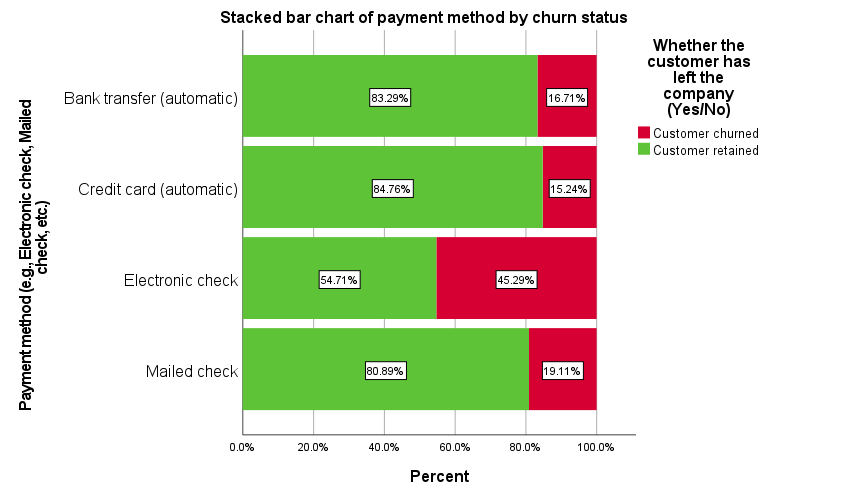 Stacked bar chart of payment method by churn status
Payment method (e.g., Electronic check, Mailed
check, etc.)
Bank transfer (automatic)
83.29%
16.71%
Credit card (automatic)
84.76%
15.24%
Electronic check
54.71%
45.29%
Mailed check
80.89%
19.11%
0.0%
20.0%
40.0%
60.0%
80.0%
100.0%
Percent
Whether the
customer has
left the
company
(Yes/No)
Customer churned
Customer retained